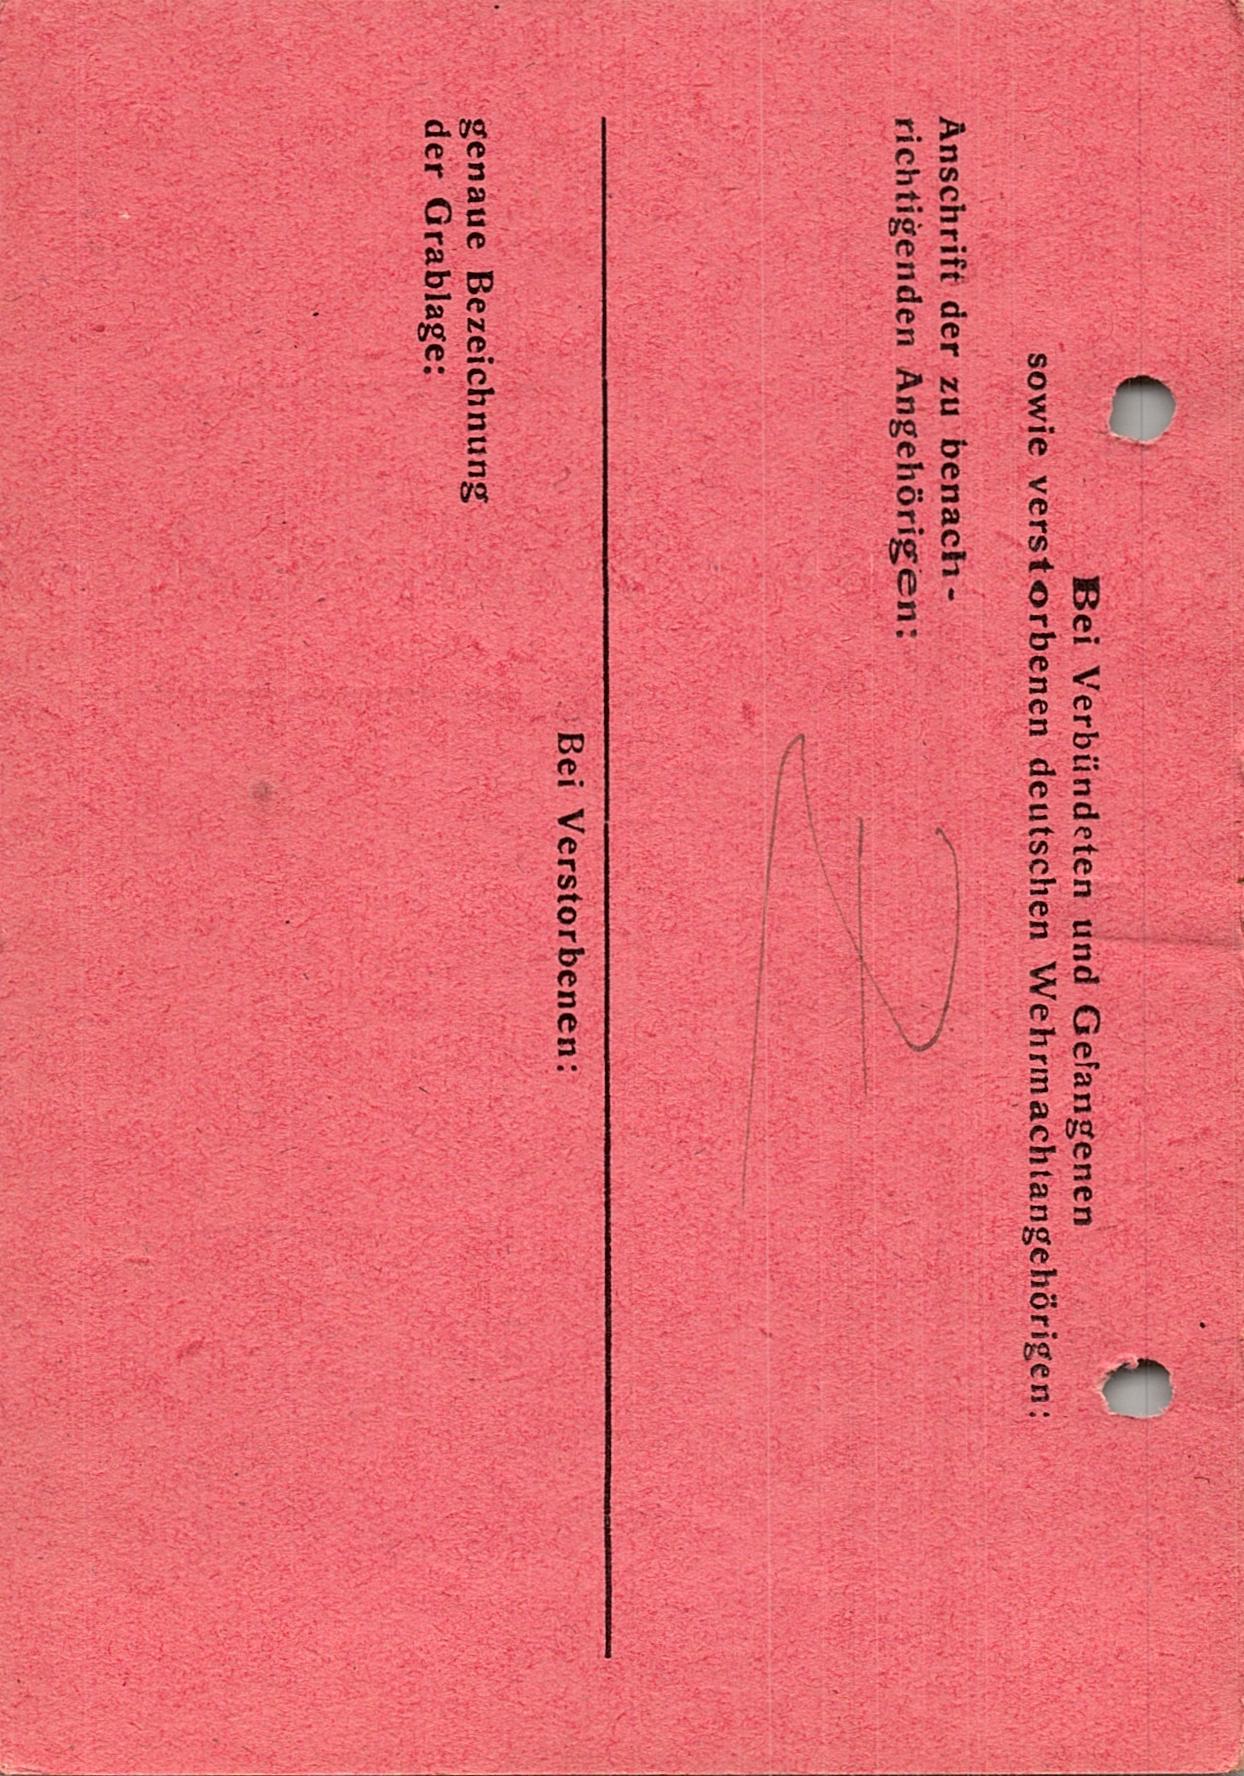 Bei Verbündeten und Gefangenen
sowie verstorbenen deutschen Wehrmachtangehörigen:
Anschrift der zu benach-
richtigenden Angehörigen:
Bei Verstorbenen:
genaue Bezeichnung
der Grablage: